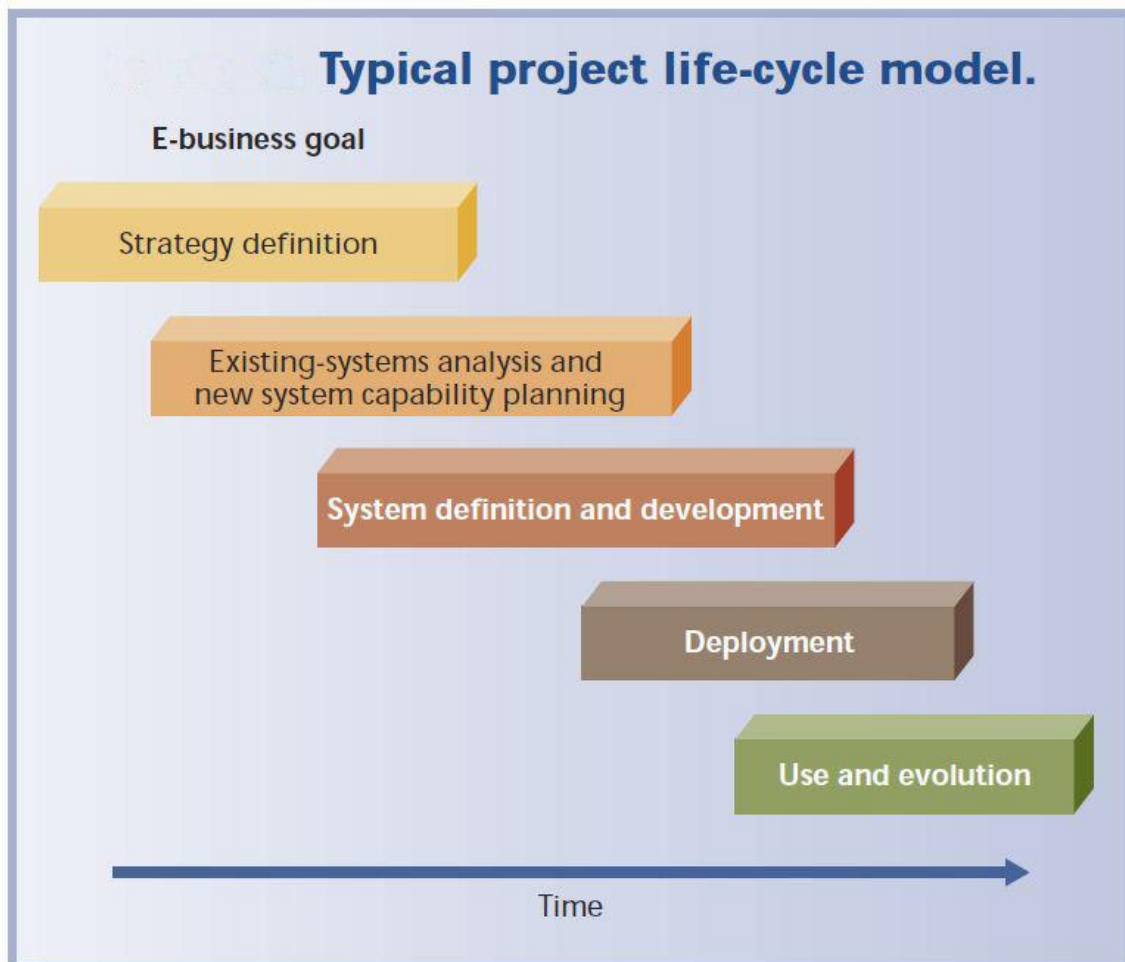 Typical project life-cycle model.
E-business goal
Strategy definition
Existing-systems analysis and
new system capability planning
System definition and development
Deployment
Use and evolution
Time